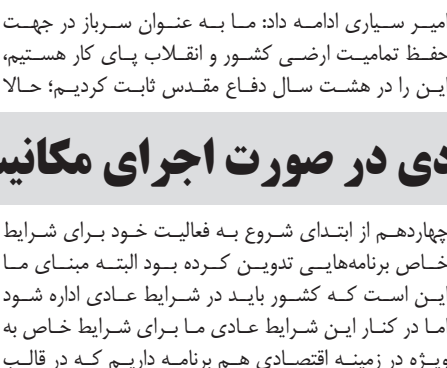 امیر سیاری ادامه داد: ما به عنوان سرباز در جهت
حفظ تمامیت ارضی کشور و انقلاب پای کار هستیم،
این را در هشت سال دفاع مقدس ثابت کردیم؛ حالا
در صورت اجرای
چهاردهم از ابتدای شروع به فعالیت خود برای شرایط
خاص برنامه‌هایی تدوین کرده بود البته مبنای ما
این است که کشور باید در شرایط عادی اداره شود
اما در کنار این شرایط عادی ما برای شرایط خاص به
ویژه در زمینه اقتصادی هم برنامه داریم که در قالب